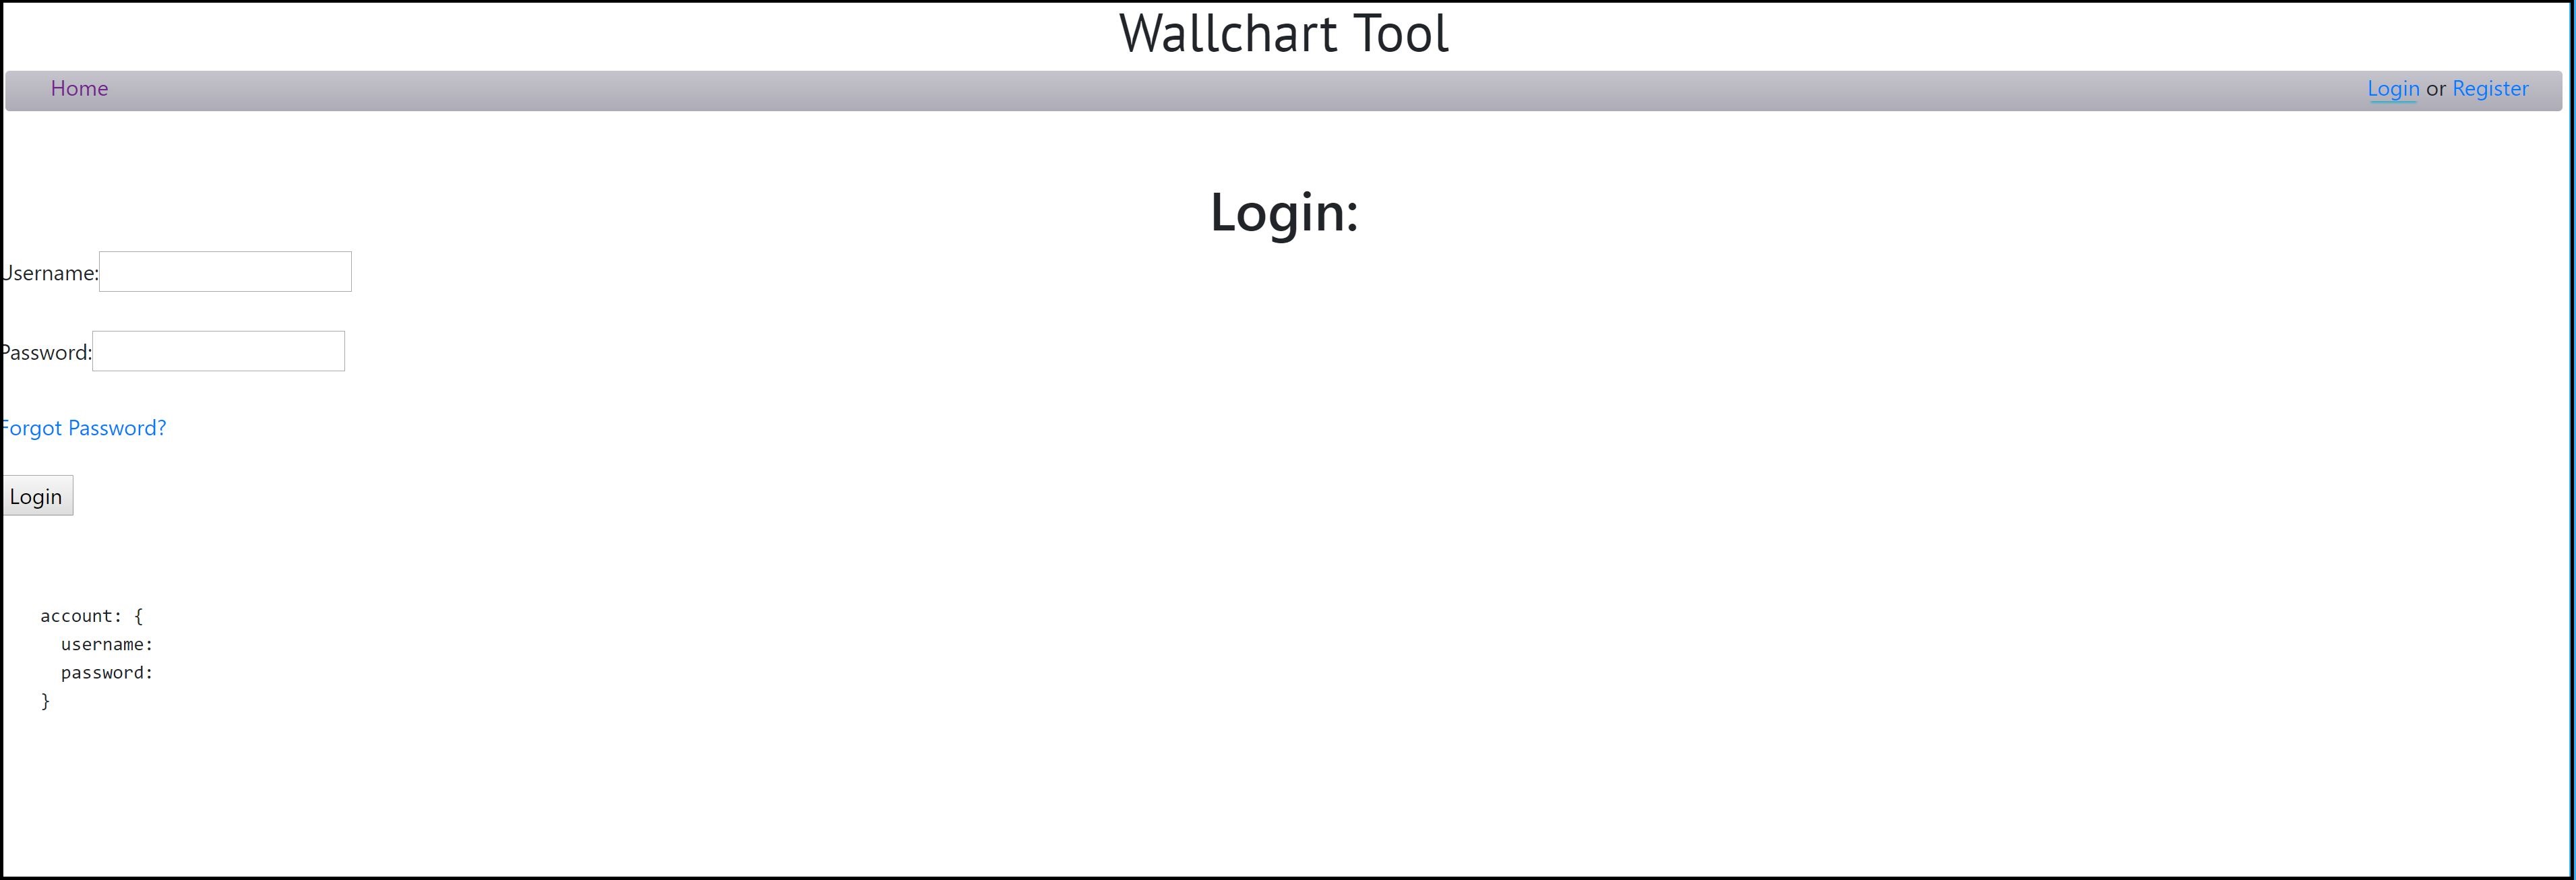 Wallchart Tool
Home Login or Register
Login:
Username:
Password:
Forgot Password?
Login
account: {
  username:
  password:
}